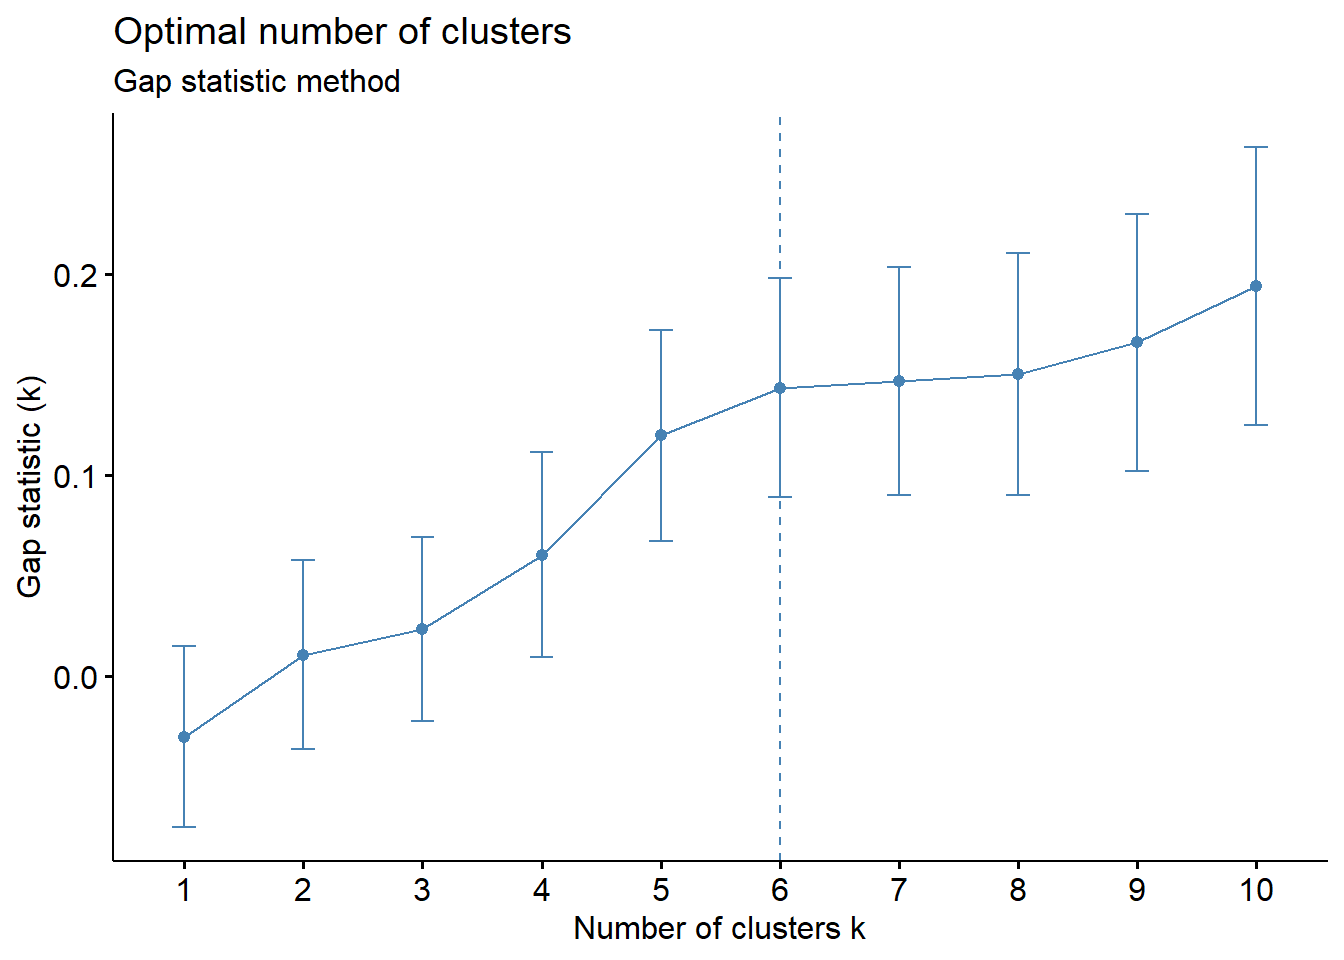 Optimal number of clusters
Gap statistic method
Gap statistic (k)
0.2
0.1
0.0
1 2 3 4 5 6 7 8 9 10
Number of clusters k